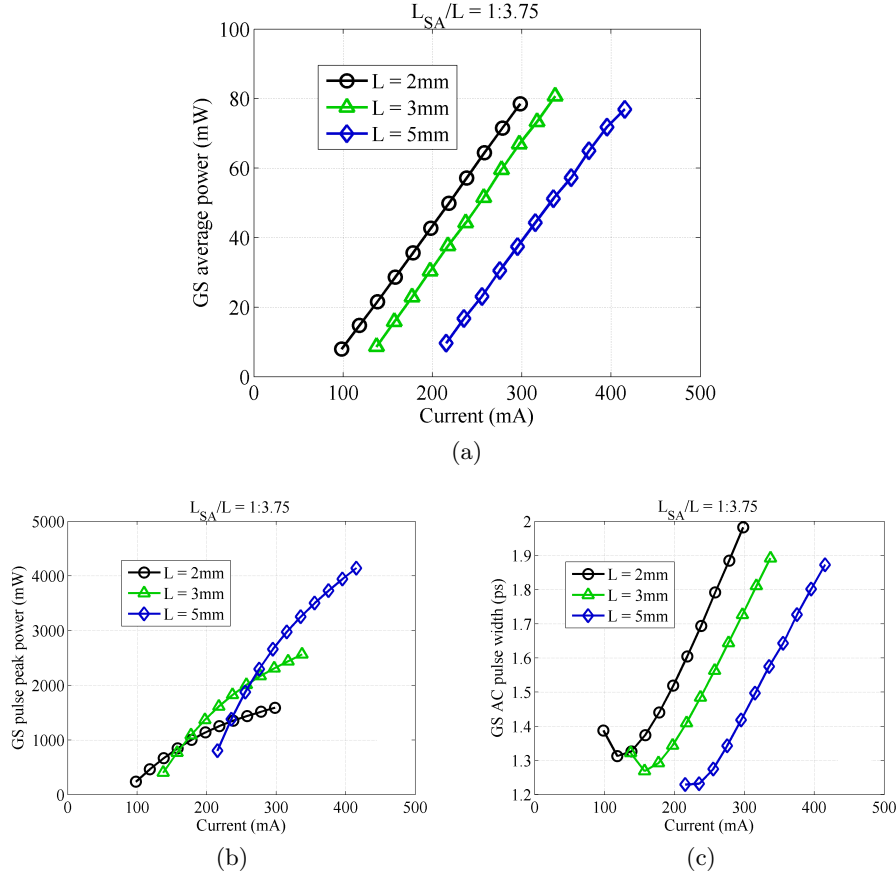 L_SA/L = 1:3.75
100
80
60
40
20
0
GS average power (mW)
L = 2mm
L = 3mm
L = 5mm
0 100 200 300 400 500
Current (mA)
(a)
L_SA/L = 1:3.75
5000
4000
3000
2000
1000
0
GS pulse peak power (mW)
L = 2mm
L = 3mm
L = 5mm
0 100 200 300 400 500
Current (mA)
(b)
L_SA/L = 1:3.75
2
1.9
1.8
1.7
1.6
1.5
1.4
1.3
1.2
GS AC pulse width (ps)
L = 2mm
L = 3mm
L = 5mm
0 100 200 300 400 500
Current (mA)
(c)